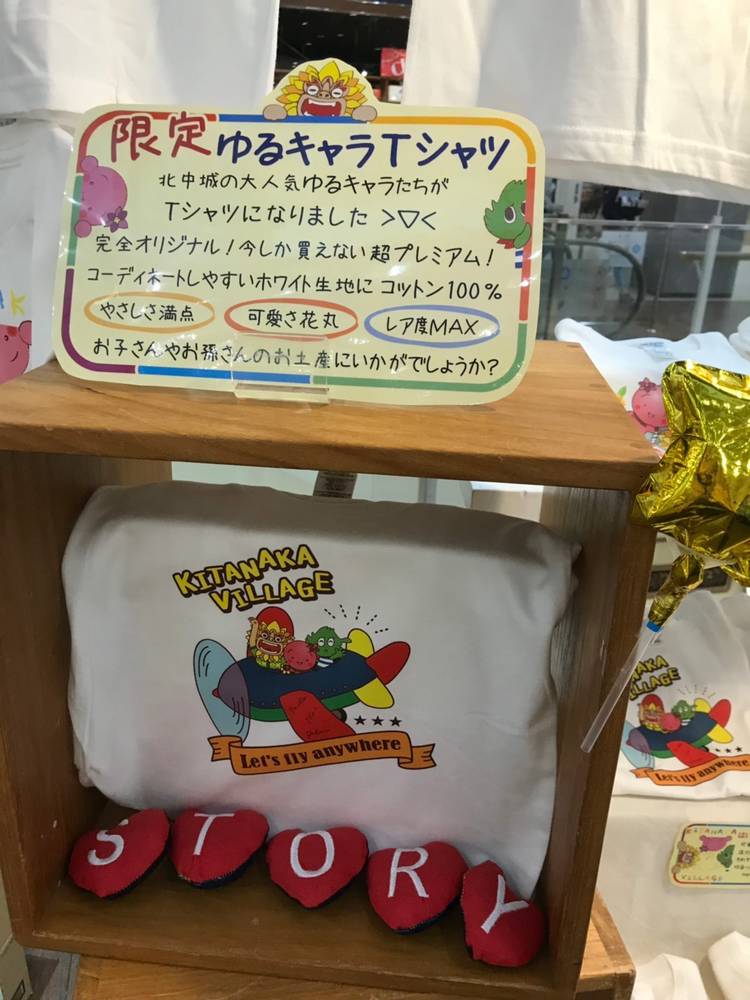 限定ゆるキャラTシャツ
北中城の大人気ゆるキャラたちが
Tシャツになりました >▽<
完全オリジナル!今しか買えない超プレミアム!
コーディネートしやすいホワイト生地にコットン100%
やさしさ満点 可愛さ花丸 レア度MAX
お子さんやお孫さんのお土産にいかがでしょうか?
KITANAKA
VILLAGE
Let's fly anywhere
STORY
KITANAKA
VILLAGE
Let's fly anywhere